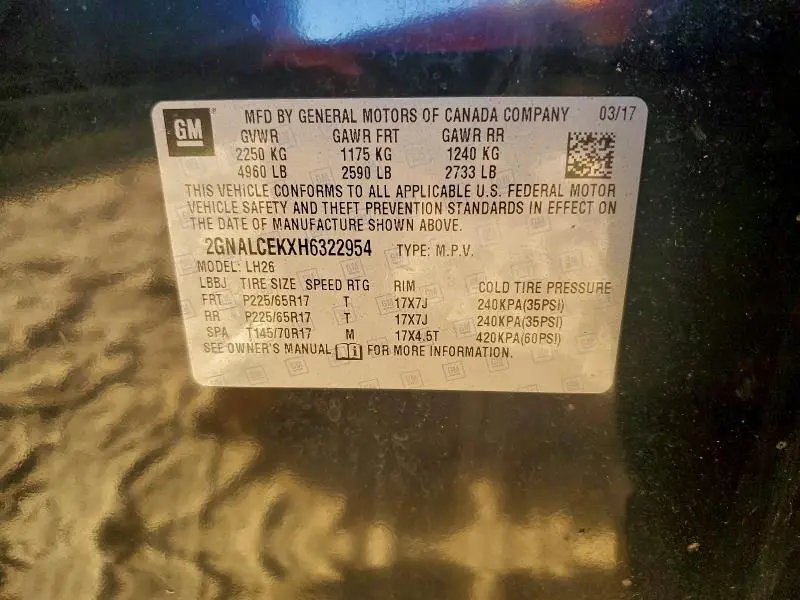 GM
MFD BY GENERAL MOTORS OF CANADA COMPANY 03/17
GVWR GAWR FRT GAWR RR
2250 KG 1175 KG 1240 KG
4960 LB 2590 LB 2733 LB
THIS VEHICLE CONFORMS TO ALL APPLICABLE U.S. FEDERAL MOTOR
VEHICLE SAFETY AND THEFT PREVENTION STANDARDS IN EFFECT ON
THE DATE OF MANUFACTURE SHOWN ABOVE.
2GNALCEKXH6322954 TYPE: M.P.V.
MODEL: LH26
LBBJ TIRE SIZE SPEED RTG RIM COLD TIRE PRESSURE
FRT P225/65R17 T 17X7J 240KPA(35PSI)
RR P225/65R17 T 17X7J 240KPA(35PSI)
SPA T145/70R17 M 17X4.5T 420KPA(60PSI)
SEE OWNER'S MANUAL FOR MORE INFORMATION.